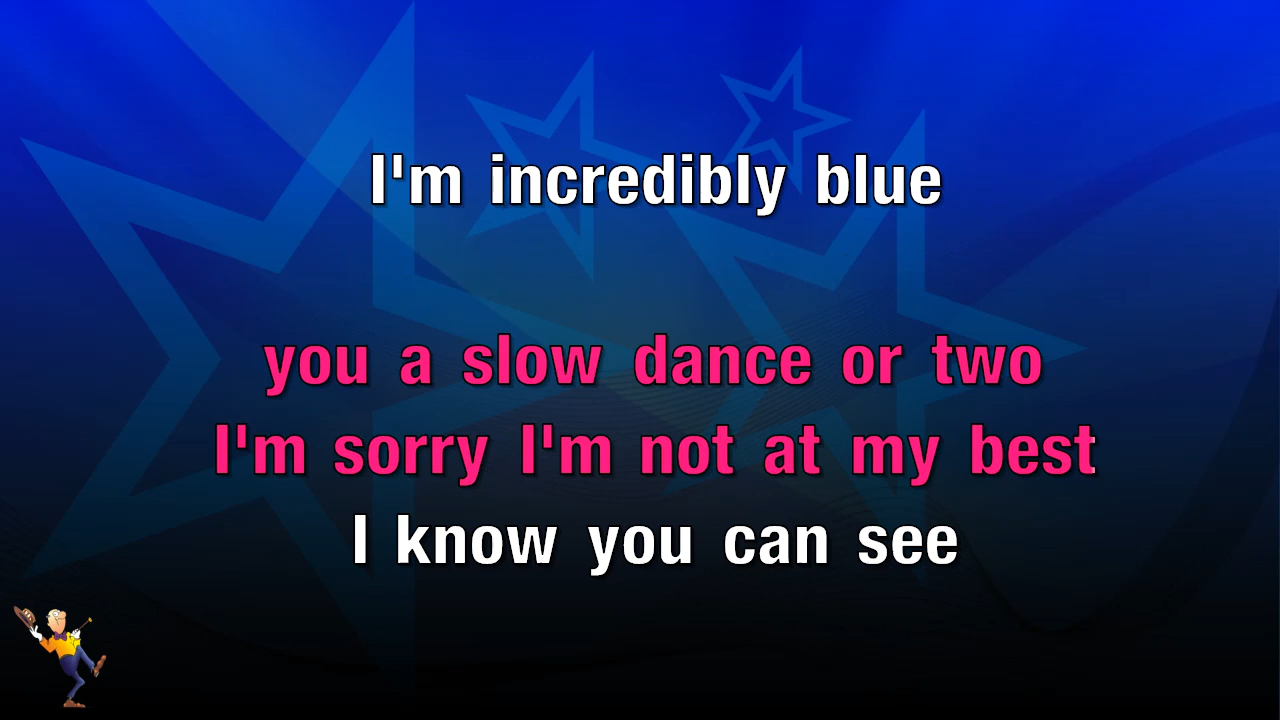 I'm incredibly blue
you a slow dance or two
I'm sorry I'm not at my best
I know you can see